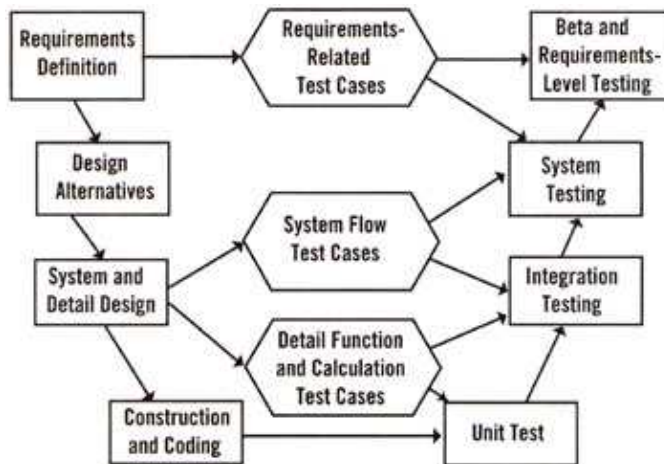 Requirements
Definition
Requirements-
Related
Test Cases
Beta and
Requirements-
Level Testing
Design
Alternatives
System
Testing
System Flow
Test Cases
System and
Detail Design
Integration
Testing
Detail Function
and Calculation
Test Cases
Construction
and Coding
Unit Test